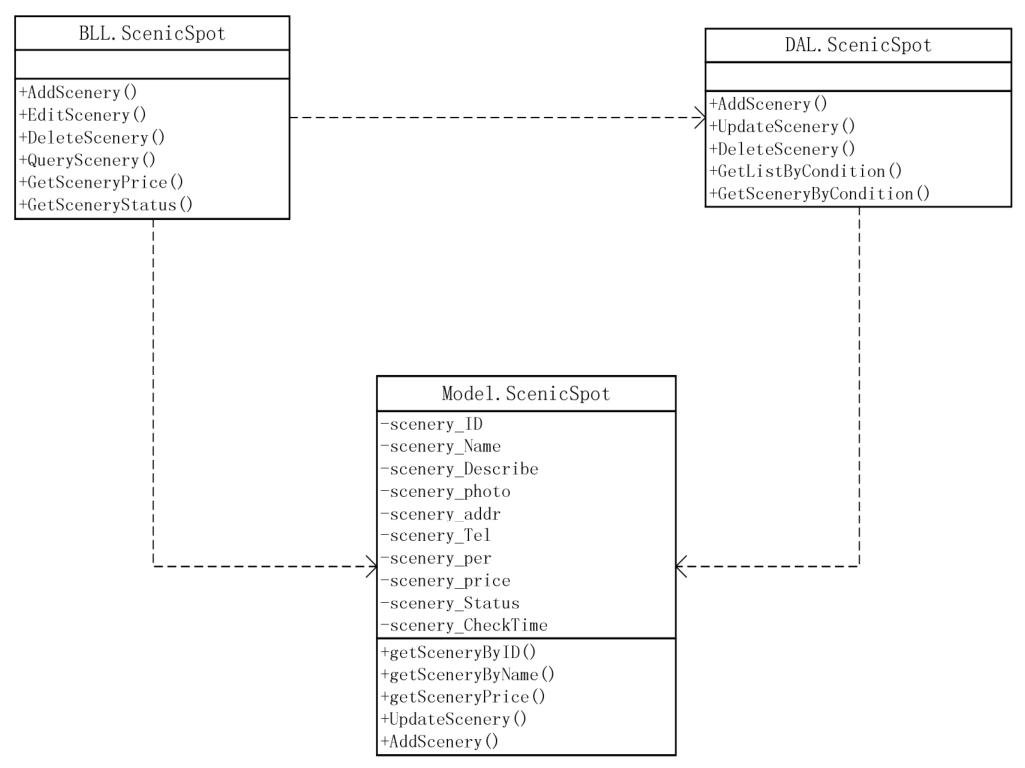 BLL.ScenicSpot
+AddScenery()
+EditScenery()
+DeleteScenery()
+QueryScenery()
+GetSceneryPrice()
+GetSceneryStatus()
DAL.ScenicSpot
+AddScenery()
+UpdateScenery()
+DeleteScenery()
+GetListByCondition()
+GetSceneryByCondition()
Model.ScenicSpot
-scenery_ID
-scenery_Name
-scenery_Describe
-scenery_photo
-scenery_addr
-scenery_Tel
-scenery_per
-scenery_price
-scenery_Status
-scenery_CheckTime
+getSceneryByID()
+getSceneryByName()
+getSceneryPrice()
+UpdateScenery()
+AddScenery()